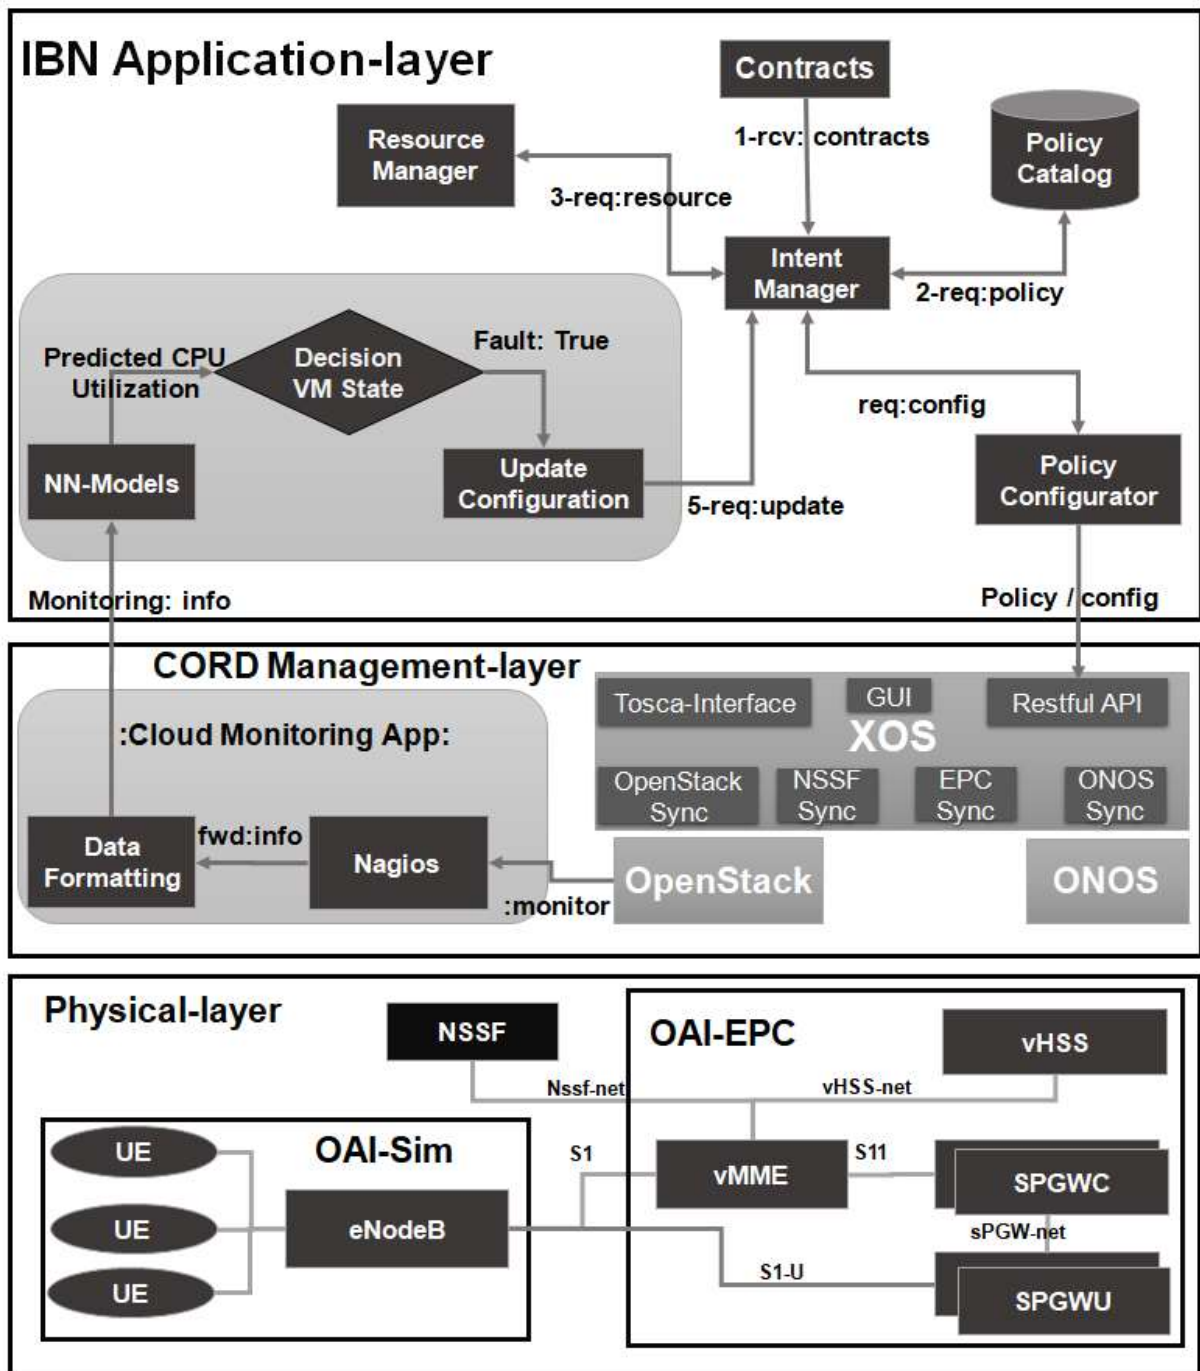 IBN Application-layer
Contracts
Resource
Manager
1-rcv: contracts
Policy
Catalog
3-req:resource
Intent
Manager
2-req:policy
Predicted CPU
Utilization
Decision
VM State
Fault: True
req:config
NN-Models
Update
Configuration
5-req:update
Policy
Configurator
Monitoring: info
Policy / config
CORD Management-layer
:Cloud Monitoring App:
Tosca-Interface
GUI
Restful API
XOS
OpenStack
Sync
NSSF
Sync
EPC
Sync
ONOS
Sync
Data
Formatting
fwd:info
Nagios
:monitor
OpenStack
ONOS
Physical-layer
NSSF
OAI-EPC
vHSS
Nssf-net
vHSS-net
UE
OAI-Sim
S1
vMME
S11
SPGWC
UE
eNodeB
sPGW-net
UE
S1-U
SPGWU